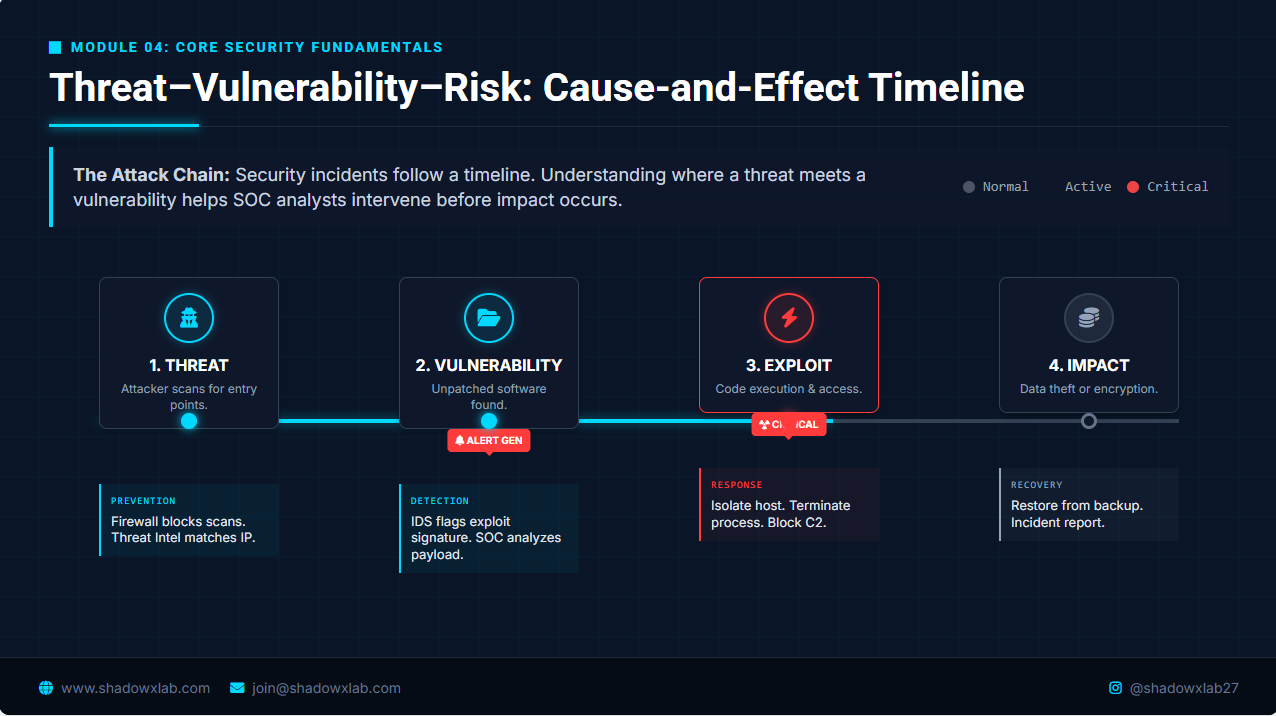 MODULE 04: CORE SECURITY FUNDAMENTALS
Threat–Vulnerability–Risk: Cause-and-Effect Timeline
The Attack Chain: Security incidents follow a timeline. Understanding where a threat meets a
vulnerability helps SOC analysts intervene before impact occurs.
Normal
Active
Critical
1. THREAT
Attacker scans for entry
points.
2. VULNERABILITY
Unpatched software
found.
ALERT GEN
3. EXPLOIT
Code execution & access.
4. IMPACT
Data theft or encryption.
PREVENTION
Firewall blocks scans.
Threat Intel matches IP.
DETECTION
IDS flags exploit
signature. SOC analyzes
payload.
RESPONSE
Isolate host. Terminate
process. Block C2.
RECOVERY
Restore from backup.
Incident report.
www.shadowxlab.com
join@shadowxlab.com
@shadowxlab27